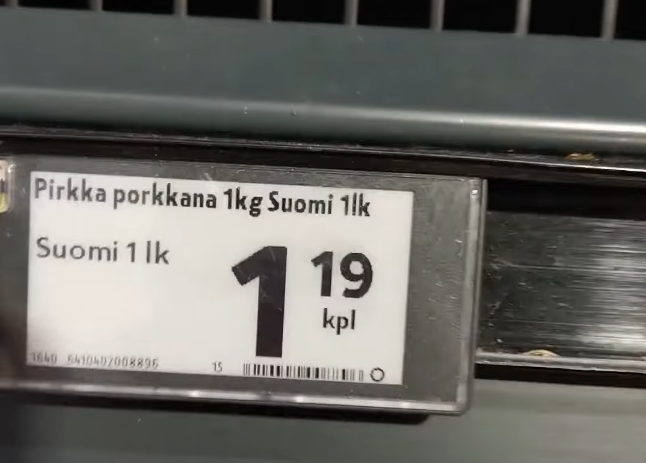 Pirkka porkkana 1kg Suomi 1lk
Suomi 1 lk
1 19
kpl
1640 6410402008896 15